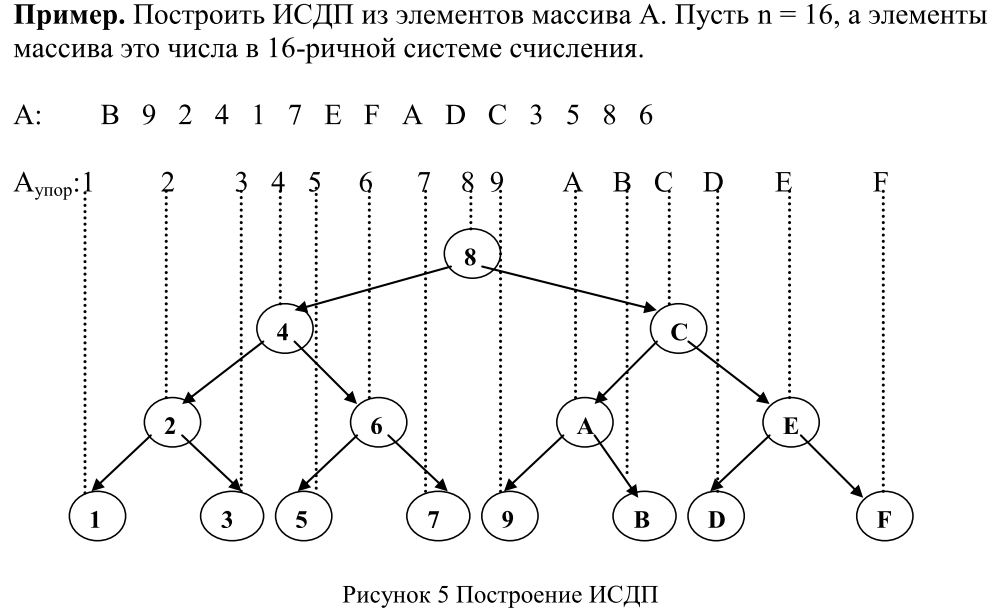 Пример. Построить ИСДП из элементов массива А. Пусть n = 16, а элементы
массива это числа в 16-ричной системе счисления.
А: B 9 2 4 1 7 E F A D C 3 5 8 6
Аупор:1 2 3 4 5 6 7 8 9 A B C D E F
8
4 C
2 6 A E
1 3 5 7 9 B D F
Рисунок 5 Построение ИСДП